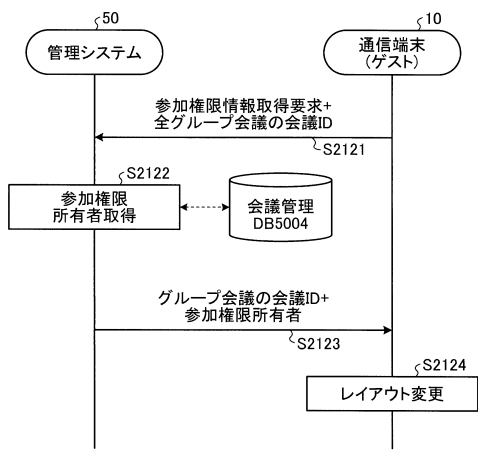 50
管理システム
10
通信端末
(ゲスト)
参加権限情報取得要求+
全グループ会議の会議ID
S2121
S2122
参加権限
所有者取得
会議管理
DB5004
グループ会議の会議ID+
参加権限所有者
S2123
S2124
レイアウト変更